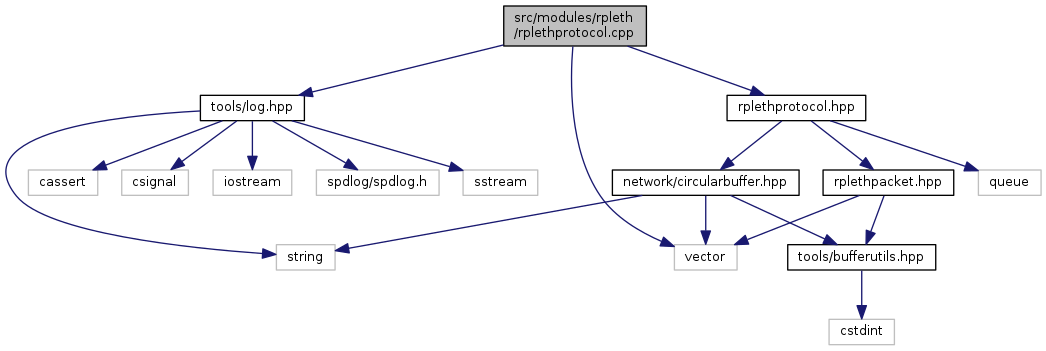 src/modules/rpleth
/rplethprotocol.cpp
tools/log.hpp
rplethprotocol.hpp
cassert
csignal
iostream
spdlog/spdlog.h
sstream
network/circularbuffer.hpp
rplethpacket.hpp
queue
string
vector
tools/bufferutils.hpp
cstdint